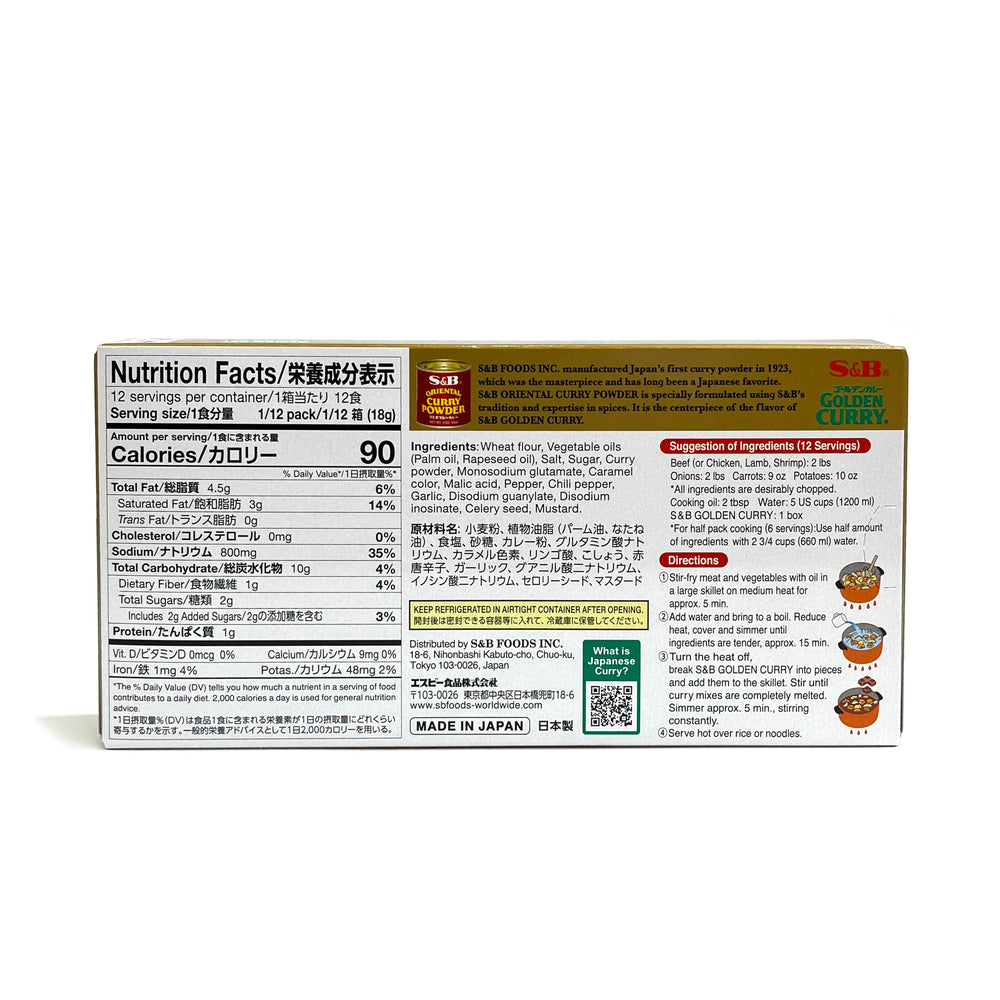 Nutrition Facts/栄養成分表示
12 servings per container/1箱当たり 12食
Serving size/1食分量 1/12 pack/1/12 箱 (18g)
Amount per serving/1食に含まれる量
Calories/カロリー 90
% Daily Value*/1日摂取量%*
Total Fat/総脂質 4.5g 6%
Saturated Fat/飽和脂肪 3g 14%
Trans Fat/トランス脂肪 0g
Cholesterol/コレステロール 0mg 0%
Sodium/ナトリウム 800mg 35%
Total Carbohydrate/総炭水化物 10g 4%
Dietary Fiber/食物繊維 1g 4%
Total Sugars/糖類 2g
Includes 2g Added Sugars/2gの添加糖を含む 3%
Protein/たんぱく質 1g
Vit. D/ビタミンD 0mcg 0% Calcium/カルシウム 9mg 0%
Iron/鉄 1mg 4% Potas./カリウム 48mg 2%
*The % Daily Value (DV) tells you how much a nutrient in a serving of food
contributes to a daily diet. 2,000 calories a day is used for general nutrition
advice.
*1日摂取量%(DV)は食品1食に含まれる栄養素が1日の摂取量にどれくらい
寄与するかを示す。一般的栄養アドバイスとして1日2,000カロリーを用いる。
S&B
ORIENTAL
CURRY
POWDER
S&B FOODS INC. manufactured Japan's first curry powder in 1923,
which was the masterpiece and has long been a Japanese favorite.
S&B ORIENTAL CURRY POWDER is specially formulated using S&B's
tradition and expertise in spices. It is the centerpiece of the flavor of
S&B GOLDEN CURRY.
S&B
ゴールデンカレー
GOLDEN
CURRY®
Ingredients: Wheat flour, Vegetable oils
(Palm oil, Rapeseed oil), Salt, Sugar, Curry
powder, Monosodium glutamate, Caramel
color, Malic acid, Pepper, Chili pepper,
Garlic, Disodium guanylate, Disodium
inosinate, Celery seed, Mustard.
原材料名: 小麦粉、植物油脂 (パーム油、なたね
油) 、食塩、砂糖、カレー粉、グルタミン酸ナト
リウム、カラメル色素、リンゴ酸、こしょう、赤
唐辛子、ガーリック、グアニル酸二ナトリウム、
イノシン酸二ナトリウム、セロリーシード、マスタード
KEEP REFRIGERATED IN AIRTIGHT CONTAINER AFTER OPENING.
開封後は密封できる容器等に入れて、冷蔵庫に保管してください。
Distributed by S&B FOODS INC.
18-6, Nihonbashi Kabuto-cho, Chuo-ku,
Tokyo 103-0026, Japan
エスビー食品株式会社
〒103-0026 東京都中央区日本橋兜町18-6
www.sbfoods-worldwide.com
MADE IN JAPAN 日本製
What is
Japanese
Curry?
Suggestion of Ingredients (12 Servings)
Beef (or Chicken, Lamb, Shrimp): 2 lbs
Onions: 2 lbs Carrots: 9 oz Potatoes: 10 oz
*All ingredients are desirably chopped.
Cooking oil: 2 tbsp Water: 5 US cups (1200 ml)
S&B GOLDEN CURRY: 1 box
*For half pack cooking (6 servings):Use half amount
of ingredients with 2 3/4 cups (660 ml) water.
Directions
①Stir-fry meat and vegetables with oil in
a large skillet on medium heat for
approx. 5 min.
②Add water and bring to a boil. Reduce
heat, cover and simmer until
ingredients are tender, approx. 15 min.
③Turn the heat off,
break S&B GOLDEN CURRY into pieces
and add them to the skillet. Stir until
curry mixes are completely melted.
Simmer approx. 5 min., stirring
constantly.
④Serve hot over rice or noodles.